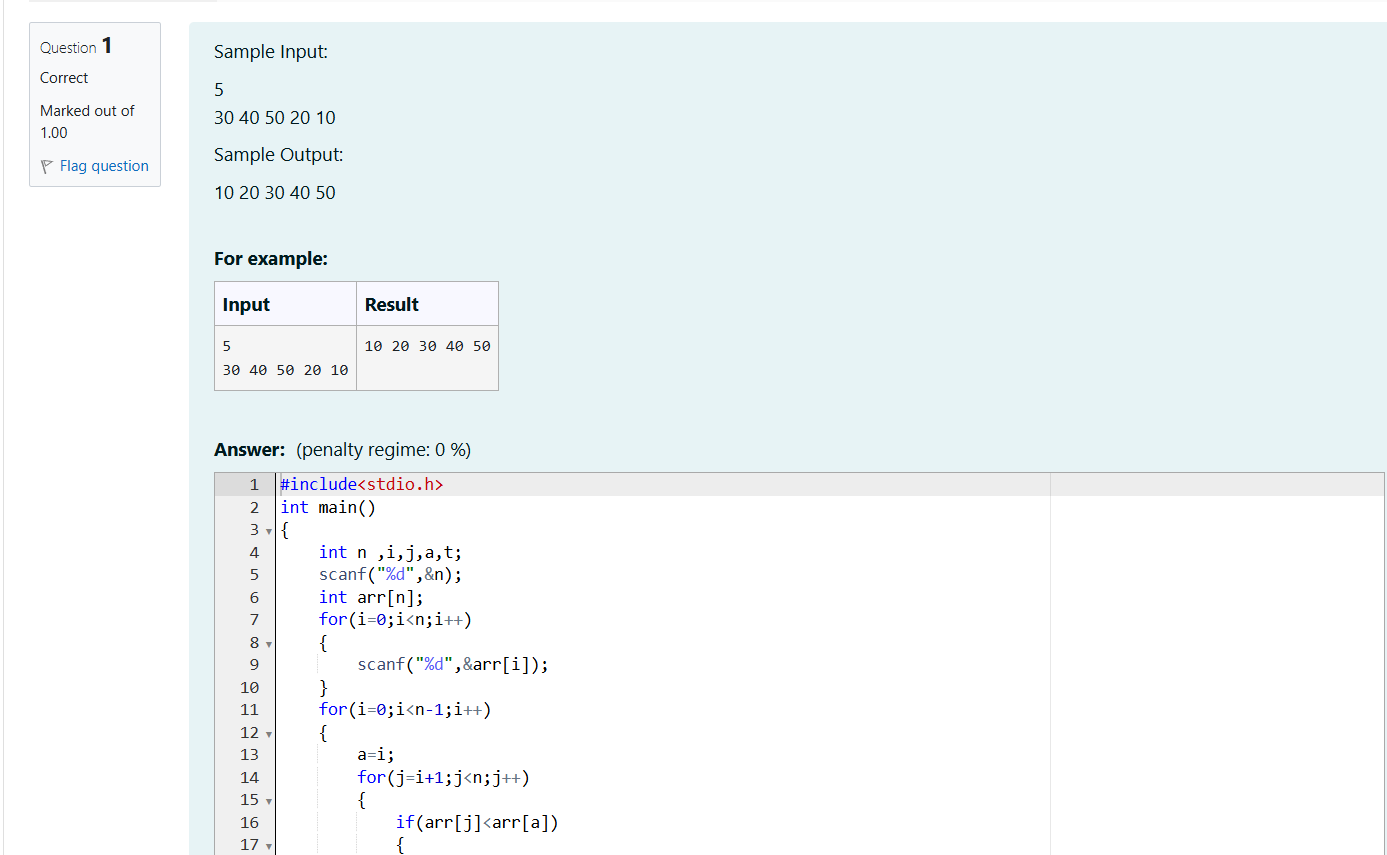 Question 1
Correct
Marked out of
1.00
Flag question
Sample Input:
5
30 40 50 20 10
Sample Output:
10 20 30 40 50
For example:
Input Result
5 10 20 30 40 50
30 40 50 20 10
Answer: (penalty regime: 0 %)
1 #include<stdio.h>
2 int main()
3 {
4     int n ,i,j,a,t;
5     scanf("%d",&n);
6     int arr[n];
7     for(i=0;i<n;i++)
8     {
9         scanf("%d",&arr[i]);
10     }
11     for(i=0;i<n-1;i++)
12     {
13         a=i;
14         for(j=i+1;j<n;j++)
15         {
16             if(arr[j]<arr[a])
17             {